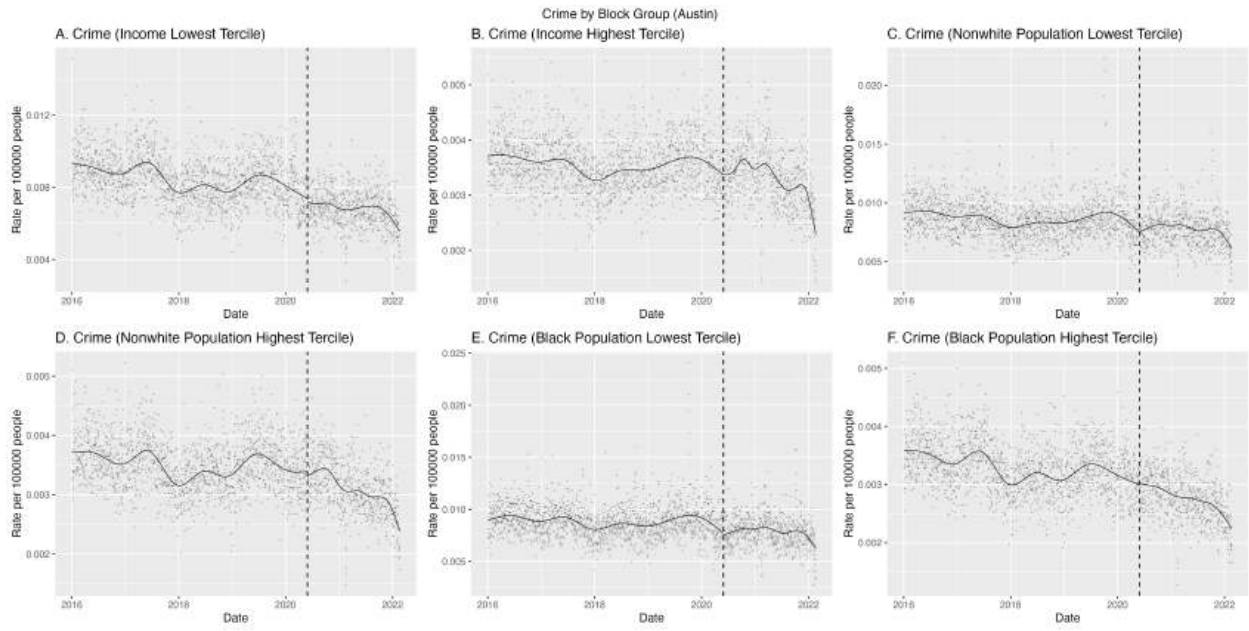 Crime by Block Group (Austin)
A. Crime (Income Lowest Tercile)
Rate per 100000 people
0.012
0.008
0.004
2016 2018 2020 2022
Date
B. Crime (Income Highest Tercile)
Rate per 100000 people
0.005
0.004
0.003
0.002
2016 2018 2020 2022
Date
C. Crime (Nonwhite Population Lowest Tercile)
Rate per 100000 people
0.020
0.015
0.010
0.005
2016 2018 2020 2022
Date
D. Crime (Nonwhite Population Highest Tercile)
Rate per 100000 people
0.005
0.004
0.003
0.002
2016 2018 2020 2022
Date
E. Crime (Black Population Lowest Tercile)
Rate per 100000 people
0.025
0.020
0.015
0.010
0.005
2016 2018 2020 2022
Date
F. Crime (Black Population Highest Tercile)
Rate per 100000 people
0.005
0.004
0.003
0.002
2016 2018 2020 2022
Date